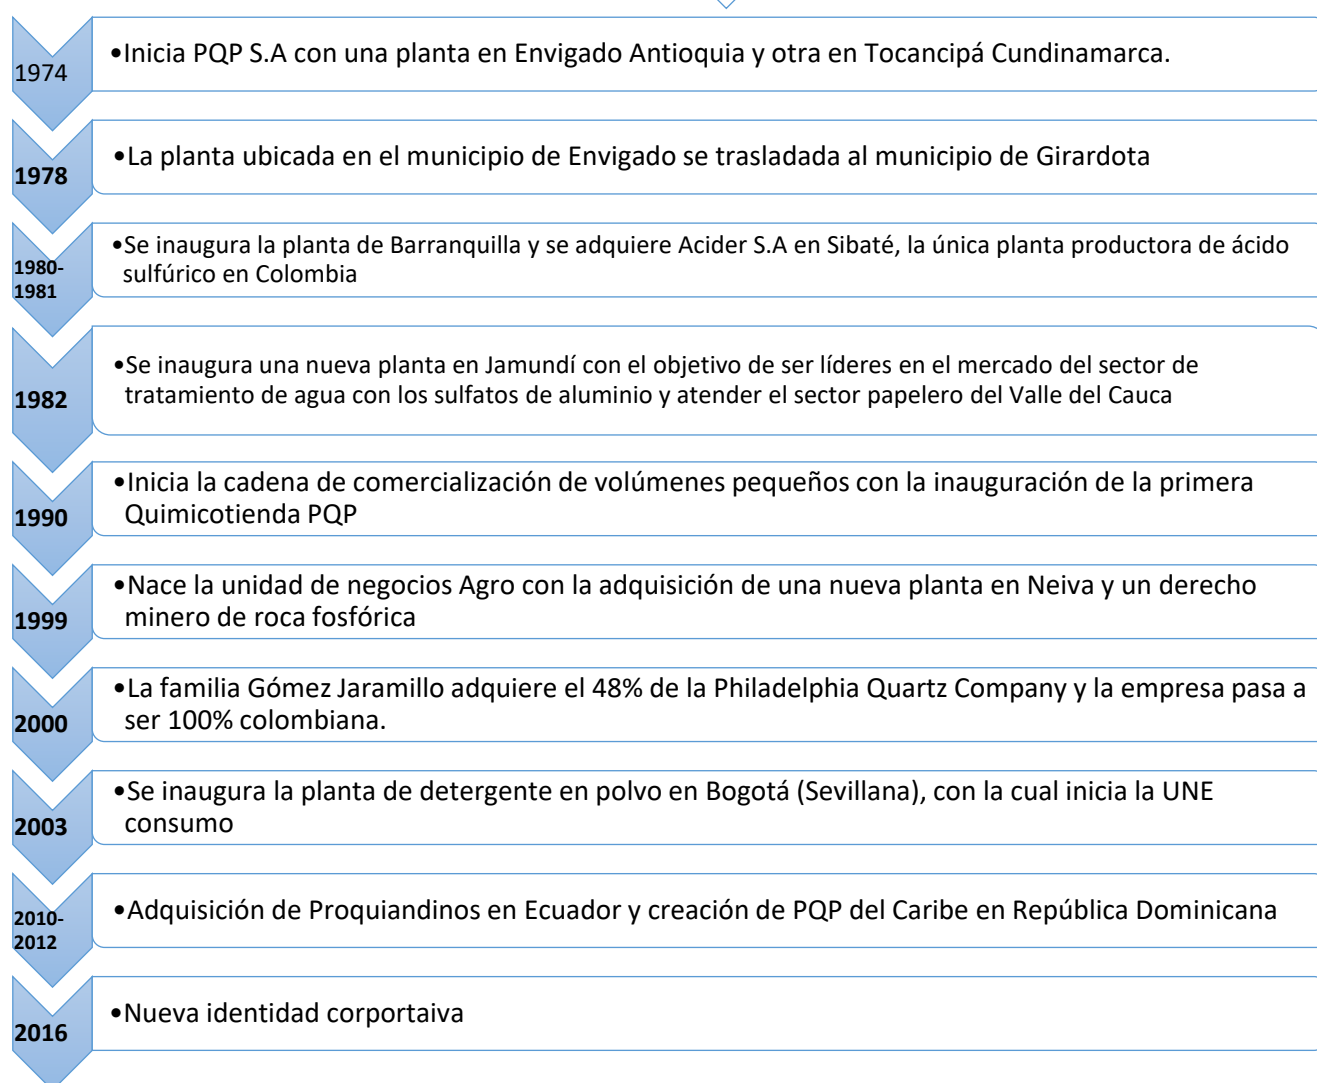 1974
•Inicia PQP S.A con una planta en Envigado Antioquia y otra en Tocancipá Cundinamarca.
1978
•La planta ubicada en el municipio de Envigado se trasladada al municipio de Girardota
1980-
1981
•Se inaugura la planta de Barranquilla y se adquiere Acider S.A en Sibaté, la única planta productora de ácido
sulfúrico en Colombia
1982
•Se inaugura una nueva planta en Jamundí con el objetivo de ser líderes en el mercado del sector de
tratamiento de agua con los sulfatos de aluminio y atender el sector papelero del Valle del Cauca
1990
•Inicia la cadena de comercialización de volúmenes pequeños con la inauguración de la primera
Quimicotienda PQP
1999
•Nace la unidad de negocios Agro con la adquisición de una nueva planta en Neiva y un derecho
minero de roca fosfórica
2000
•La familia Gómez Jaramillo adquiere el 48% de la Philadelphia Quartz Company y la empresa pasa a
ser 100% colombiana.
2003
•Se inaugura la planta de detergente en polvo en Bogotá (Sevillana), con la cual inicia la UNE
consumo
2010-
2012
•Adquisición de Proquiandinos en Ecuador y creación de PQP del Caribe en República Dominicana
2016
•Nueva identidad corportaiva